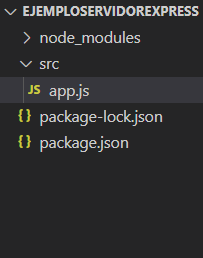 EJEMPLOSERVIDOREXPRESS
node_modules
src
JS app.js
{} package-lock.json
{} package.json